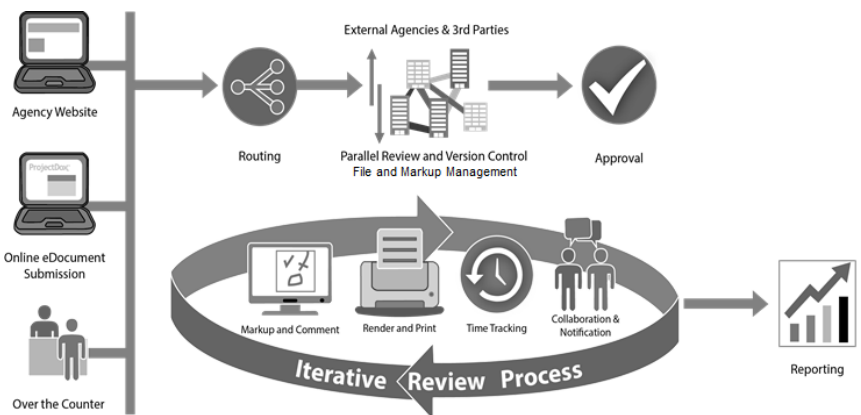 External Agencies & 3rd Parties
Agency Website
Routing
Parallel Review and Version Control
File and Markup Management
Approval
ProjectDox
Online eDocument
Submission
Markup and Comment
Render and Print
Time Tracking
Collaboration &
Notification
Iterative Review Process
Reporting
Over the Counter